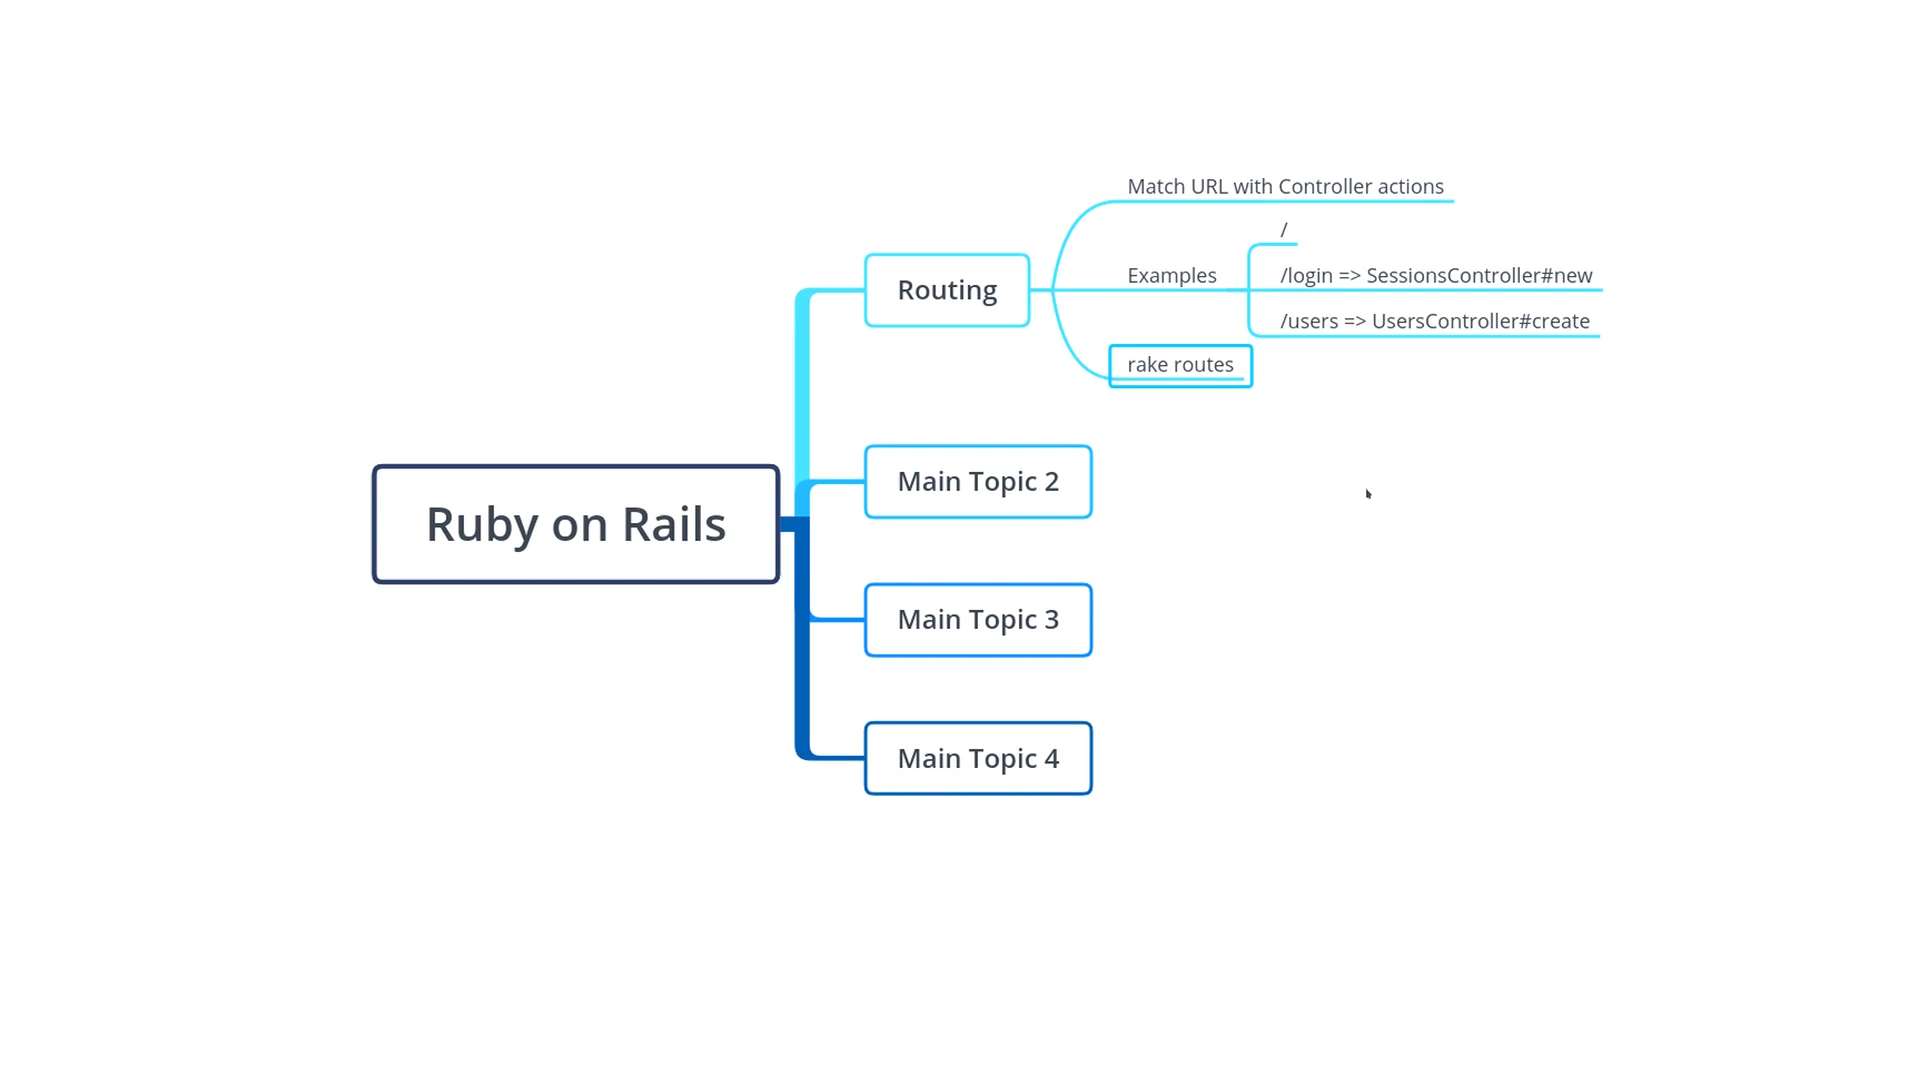 Ruby on Rails
Routing
Match URL with Controller actions
Examples
/
/login => SessionsController#new
/users => UsersController#create
rake routes
Main Topic 2
Main Topic 3
Main Topic 4